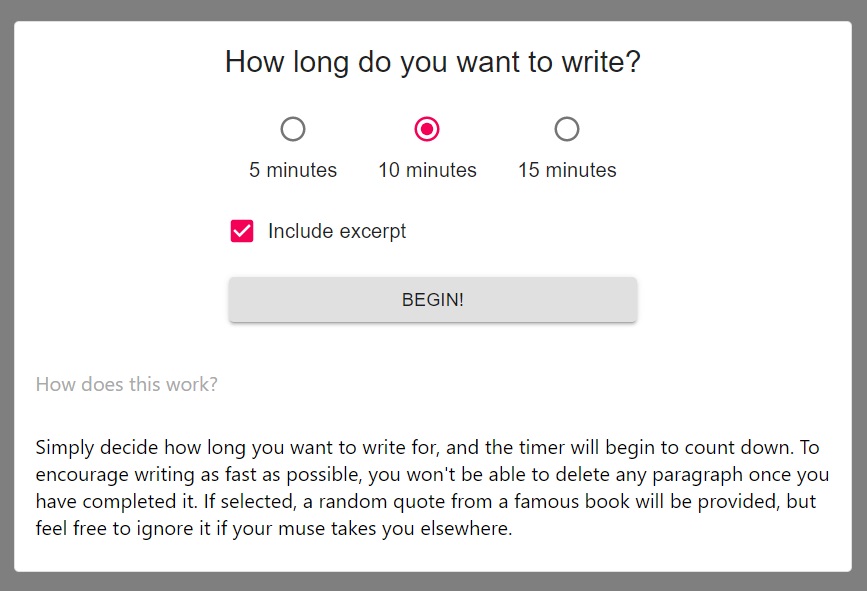 How long do you want to write?
5 minutes 10 minutes 15 minutes
Include excerpt
BEGIN!
How does this work?
Simply decide how long you want to write for, and the timer will begin to count down. To
encourage writing as fast as possible, you won't be able to delete any paragraph once you
have completed it. If selected, a random quote from a famous book will be provided, but
feel free to ignore it if your muse takes you elsewhere.